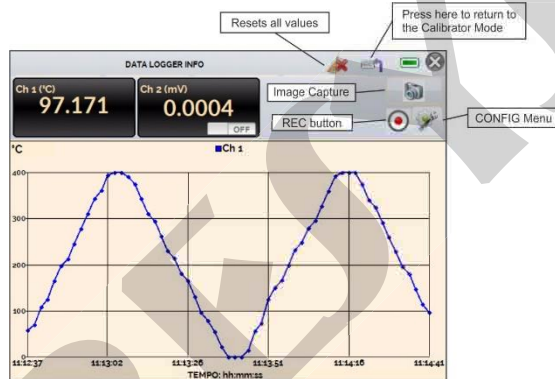 Resets all values
Press here to return to
the Calibrator Mode
DATA LOGGER INFO
Ch 1 (°C)
97.171
Ch 2 (mV)
0.0004
OFF
Image Capture
REC button
CONFIG Menu
°C
Ch 1
400
300
200
100
0
11:12:37
11:13:02
11:13:26
11:13:51
11:14:16
11:14:41
TEMPO: hh:mm:ss